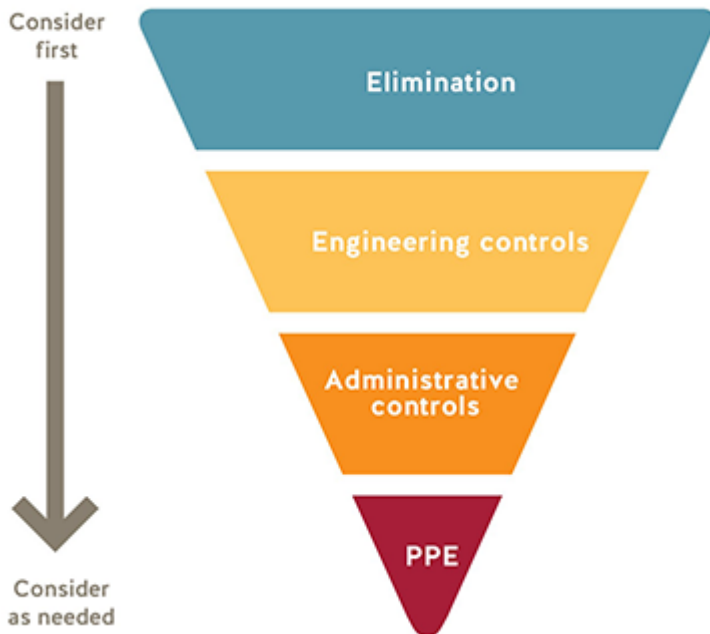 Consider
first
Elimination
Engineering controls
Administrative
controls
PPE
Consider
as needed